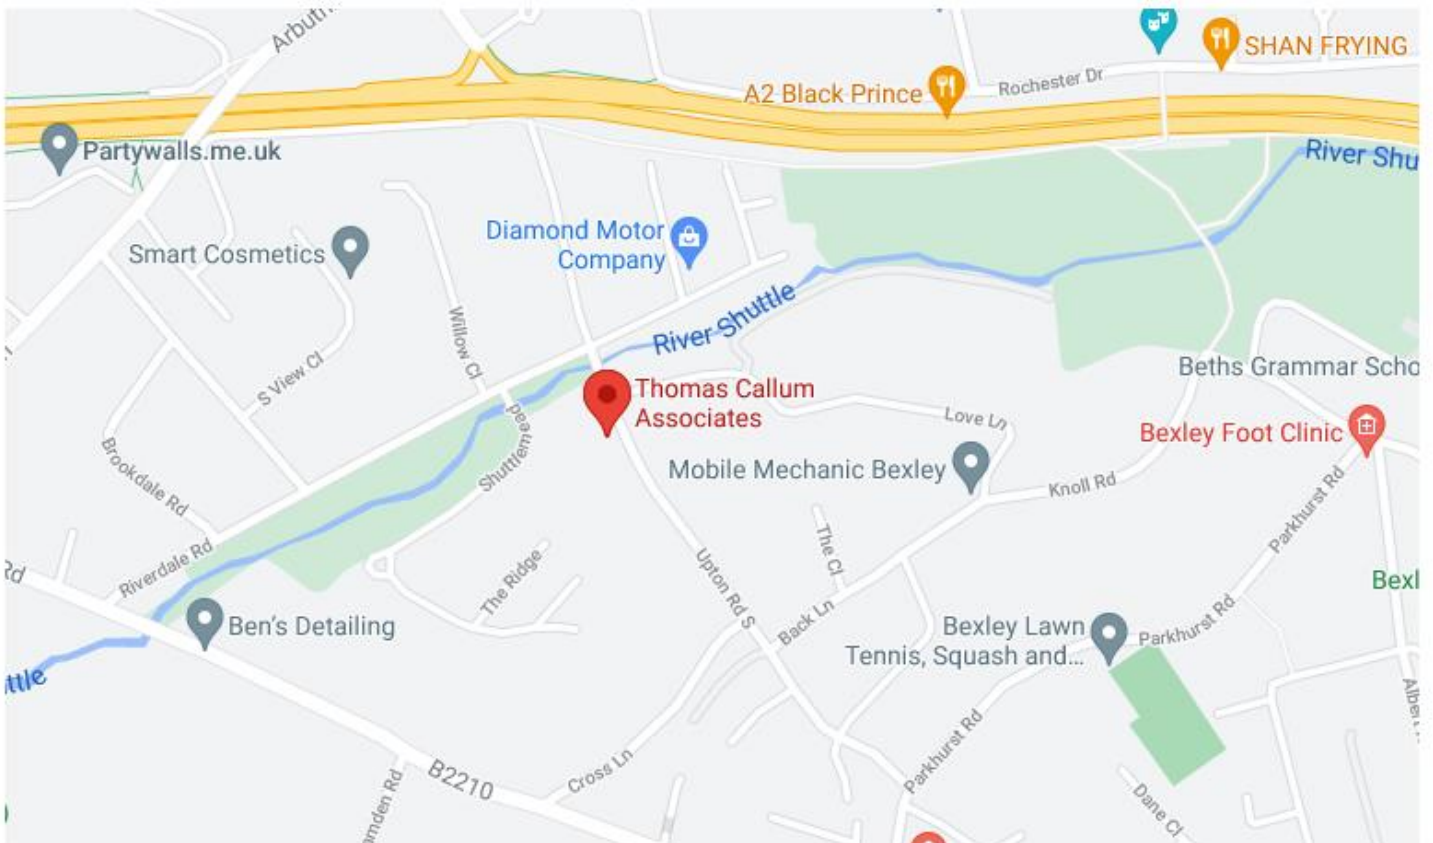 Arbuth
SHAN FRYING
A2 Black Prince
Rochester Dr
Partywalls.me.uk
River Shu
Diamond Motor
Company
Smart Cosmetics
River Shuttle
Willow Cl
S View Cl
Beths Grammar Scho
Thomas Callum
Associates
Love Ln
Shuttlemead
Bexley Foot Clinic
Mobile Mechanic Bexley
Knoll Rd
Brookdale Rd
Parkhurst Rd
The Cl
Riverdale Rd
Rd
The Ridge
Upton Rd S
Bexl
Back Ln
Ben's Detailing
Bexley Lawn
Tennis, Squash and...
Parkhurst Rd
ttle
Parkhurst Rd
Cross Ln
B2210
mden Rd
Dane Cl